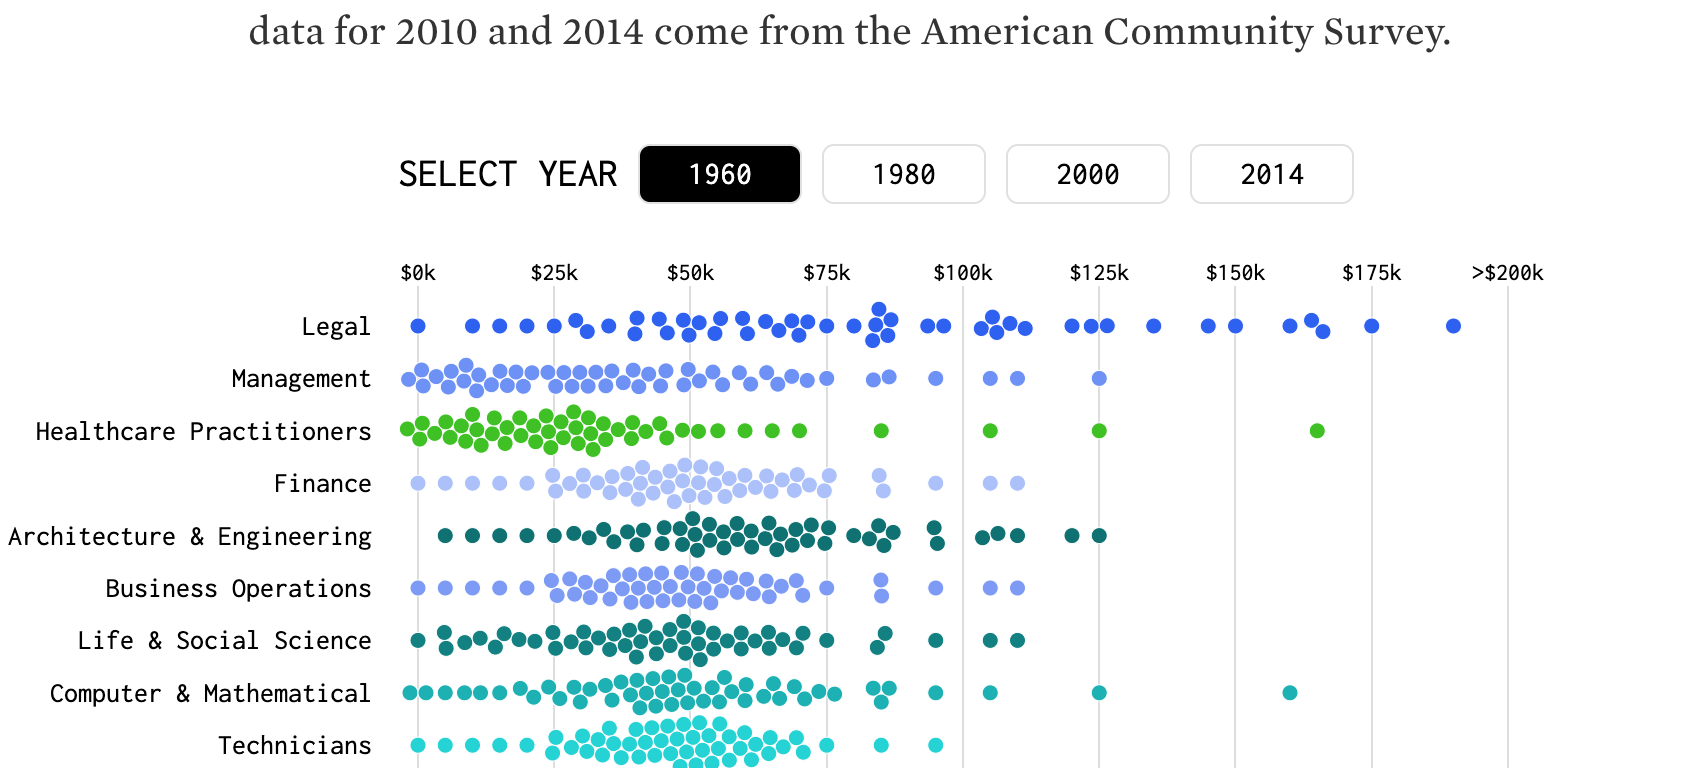 data for 2010 and 2014 come from the American Community Survey.
SELECT YEAR 1960 1980 2000 2014
$0k $25k $50k $75k $100k $125k $150k $175k >$200k
Legal
Management
Healthcare Practitioners
Finance
Architecture & Engineering
Business Operations
Life & Social Science
Computer & Mathematical
Technicians